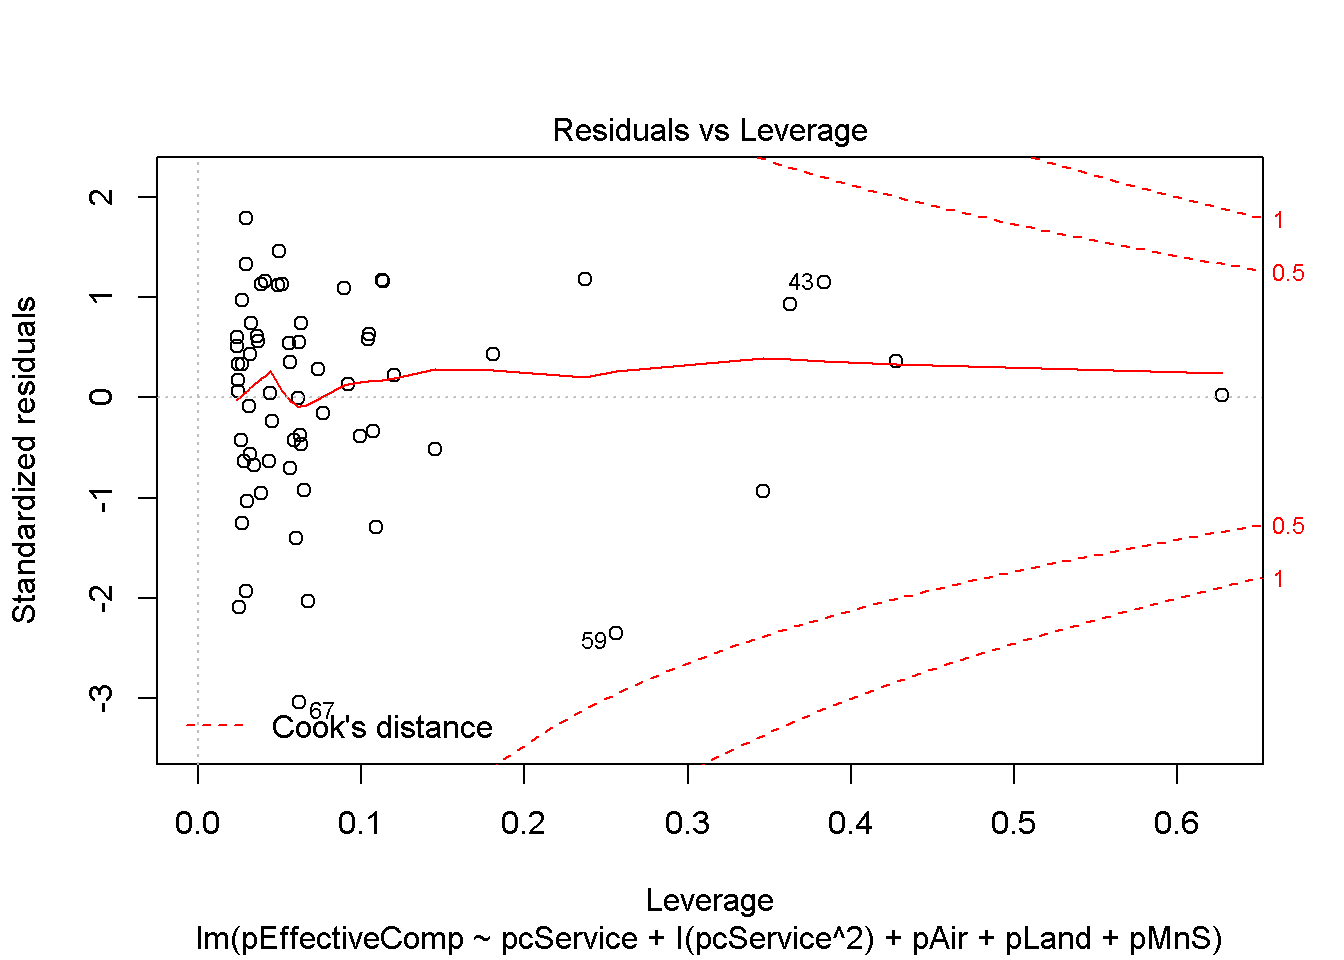 Residuals vs Leverage
Standardized residuals
2
1
0
-1
-2
-3
1
0.5
0.5
1
43
59
67
Cook's distance
0.0 0.1 0.2 0.3 0.4 0.5 0.6
Leverage
lm(pEffectiveComp ~ pcService + I(pcService^2) + pAir + pLand + pMnS)